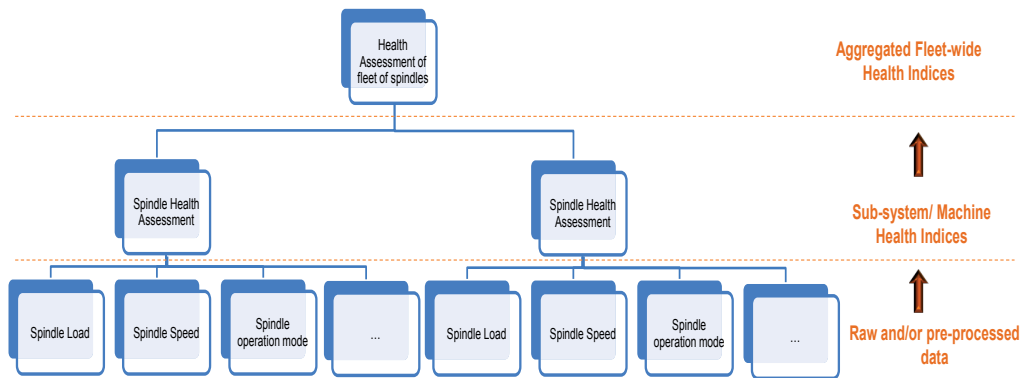 Health
Assessment of
fleet of spindles
Aggregated Fleet-wide
Health Indices
Spindle Health
Assessment
Spindle Health
Assessment
Sub-system/ Machine
Health Indices
Spindle Load
Spindle Speed
Spindle
operation mode
...
Spindle Load
Spindle Speed
Spindle
operation mode
...
Raw and/or pre-processed
data